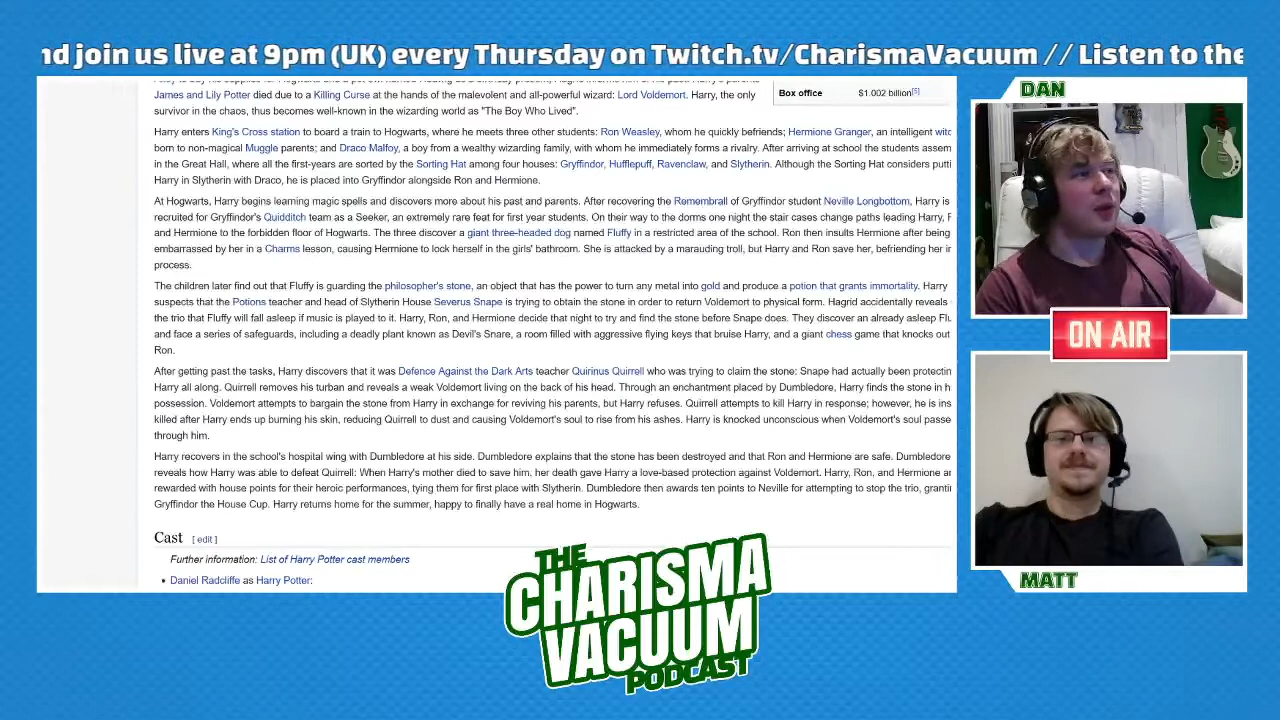 nd join us live at 9pm (UK) every Thursday on Twitch.tv/CharismaVacuum // Listen to the
James and Lily Potter died due to a Killing Curse at the hands of the malevolent and all-powerful wizard: Lord Voldemort. Harry, the only
survivor in the chaos, thus becomes well-known in the wizarding world as "The Boy Who Lived".
Box office $1.002 billion[5]
Harry enters King's Cross station to board a train to Hogwarts, where he meets three other students: Ron Weasley, whom he quickly befriends; Hermione Granger, an intelligent witc
born to non-magical Muggle parents; and Draco Malfoy, a boy from a wealthy wizarding family, with whom he immediately forms a rivalry. After arriving at school the students assem
in the Great Hall, where all the first-years are sorted by the Sorting Hat among four houses: Gryffindor, Hufflepuff, Ravenclaw, and Slytherin. Although the Sorting Hat considers putti
Harry in Slytherin with Draco, he is placed into Gryffindor alongside Ron and Hermione.
At Hogwarts, Harry begins learning magic spells and discovers more about his past and parents. After recovering the Remembrall of Gryffindor student Neville Longbottom, Harry is
recruited for Gryffindor's Quidditch team as a Seeker, an extremely rare feat for first year students. On their way to the dorms one night the stair cases change paths leading Harry, F
and Hermione to the forbidden floor of Hogwarts. The three discover a giant three-headed dog named Fluffy in a restricted area of the school. Ron then insults Hermione after being
embarrassed by her in a Charms lesson, causing Hermione to lock herself in the girls' bathroom. She is attacked by a marauding troll, but Harry and Ron save her, befriending her in
process.
The children later find out that Fluffy is guarding the philosopher's stone, an object that has the power to turn any metal into gold and produce a potion that grants immortality. Harry
suspects that the Potions teacher and head of Slytherin House Severus Snape is trying to obtain the stone in order to return Voldemort to physical form. Hagrid accidentally reveals
the trio that Fluffy will fall asleep if music is played to it. Harry, Ron, and Hermione decide that night to try and find the stone before Snape does. They discover an already asleep Flu
and face a series of safeguards, including a deadly plant known as Devil's Snare, a room filled with aggressive flying keys that bruise Harry, and a giant chess game that knocks out
Ron.
After getting past the tasks, Harry discovers that it was Defence Against the Dark Arts teacher Quirinus Quirrell who was trying to claim the stone: Snape had actually been protectin
Harry all along. Quirrell removes his turban and reveals a weak Voldemort living on the back of his head. Through an enchantment placed by Dumbledore, Harry finds the stone in h
possession. Voldemort attempts to bargain the stone from Harry in exchange for reviving his parents, but Harry refuses. Quirrell attempts to kill Harry in response; however, he is ins
killed after Harry ends up burning his skin, reducing Quirrell to dust and causing Voldemort's soul to rise from his ashes. Harry is knocked unconscious when Voldemort's soul passe
through him.
Harry recovers in the school's hospital wing with Dumbledore at his side. Dumbledore explains that the stone has been destroyed and that Ron and Hermione are safe. Dumbledore
reveals how Harry was able to defeat Quirrell: When Harry's mother died to save him, her death gave Harry a love-based protection against Voldemort. Harry, Ron, and Hermione ar
rewarded with house points for their heroic performances, tying them for first place with Slytherin. Dumbledore then awards ten points to Neville for attempting to stop the trio, granti
Gryffindor the House Cup. Harry returns home for the summer, happy to finally have a real home in Hogwarts.
Cast [ edit ]
Further information: List of Harry Potter cast members
• Daniel Radcliffe as Harry Potter:
DAN
ON AIR
MATT
THE
CHARISMA
VACUUM
PODCAST